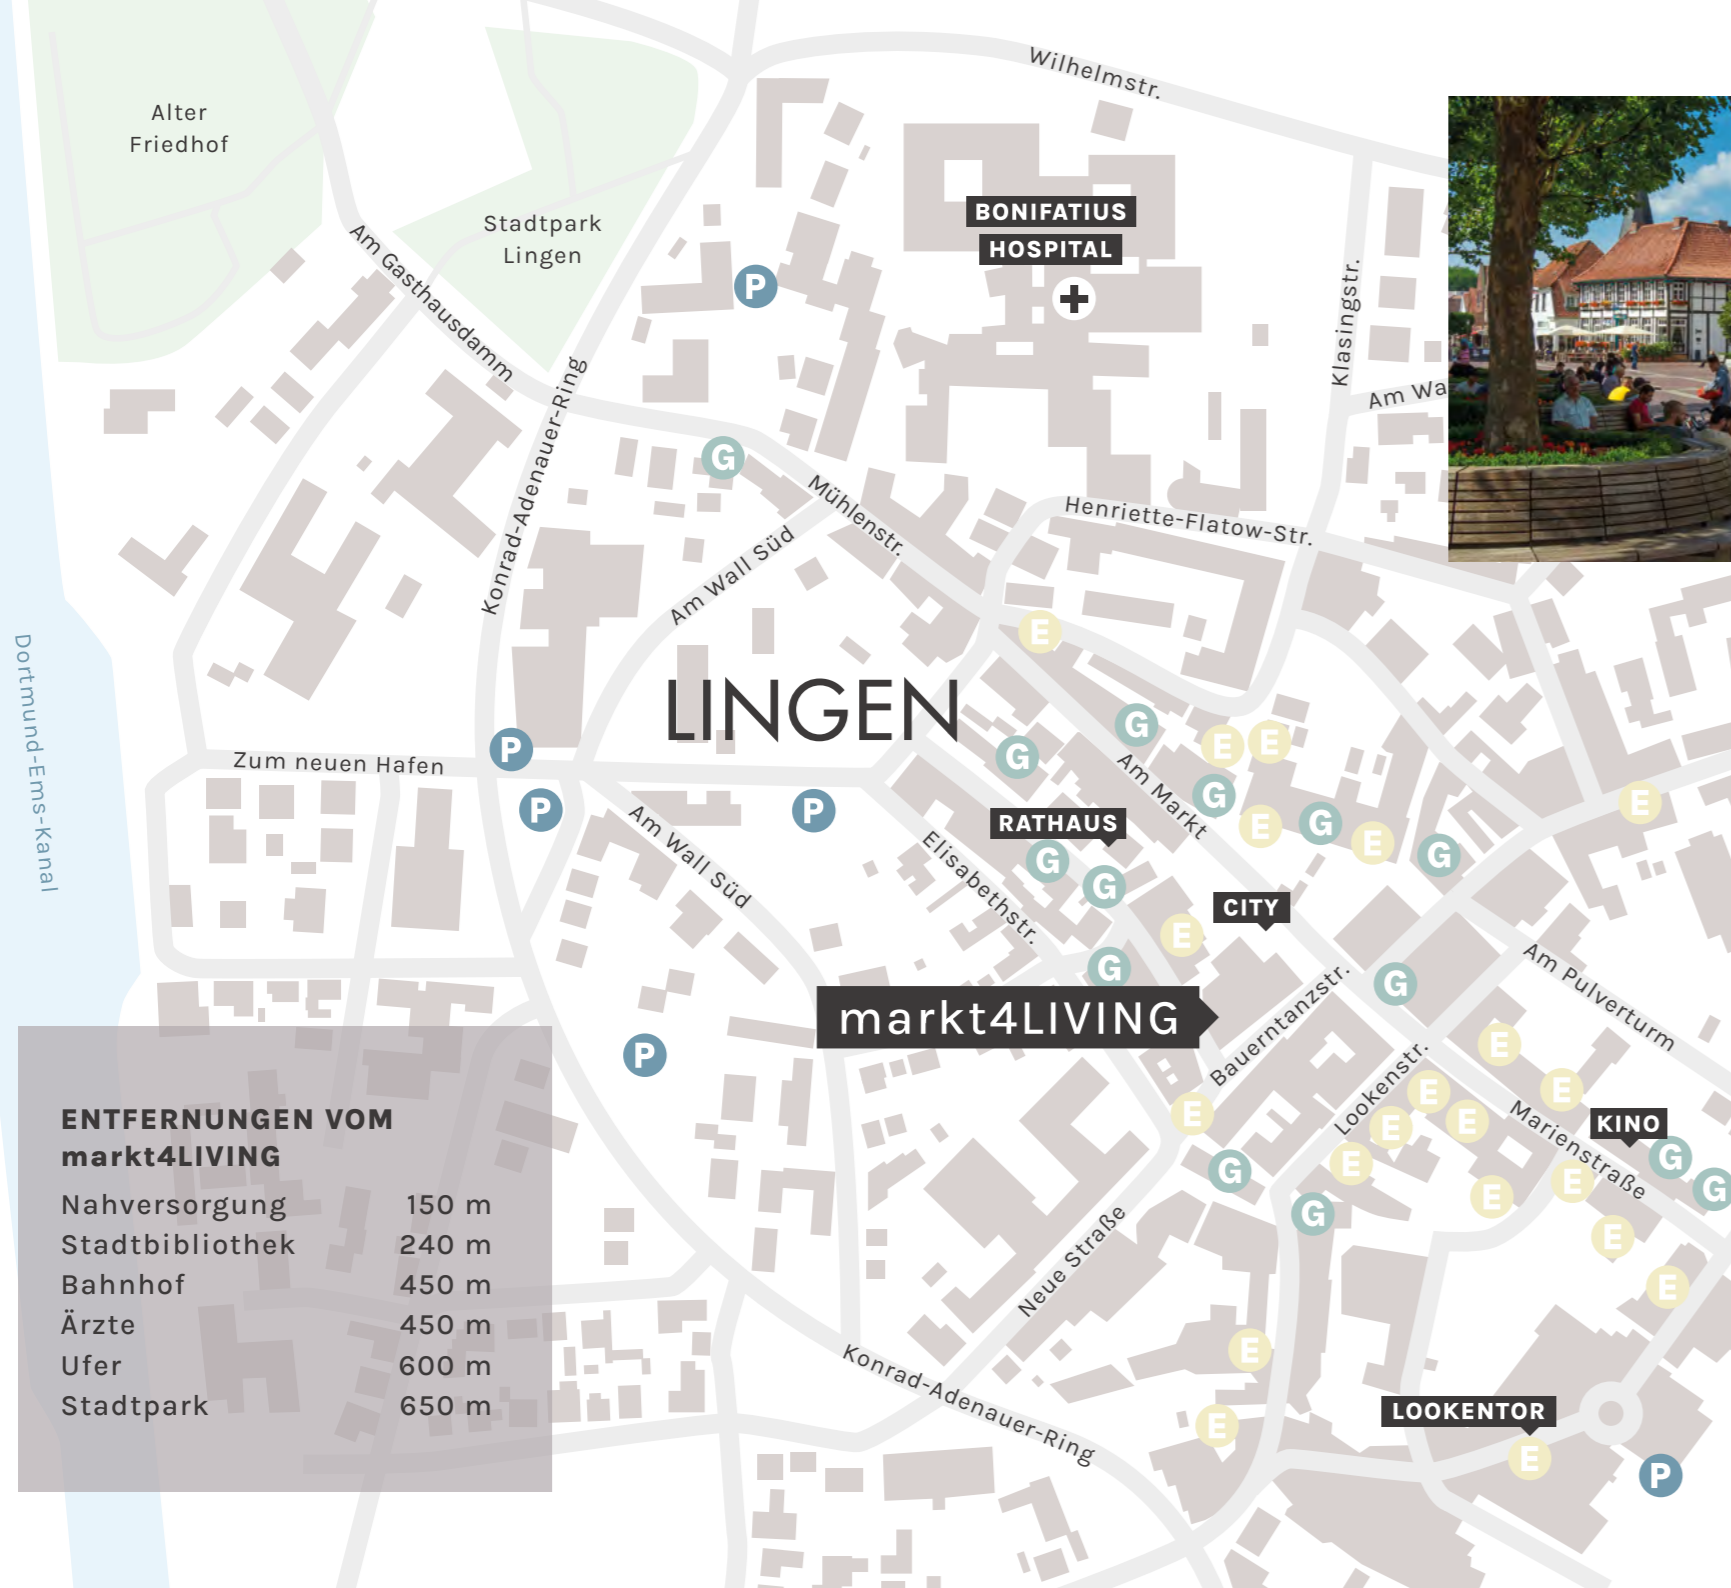 Wilhelmstr.
Alter
Friedhof
Stadtpark
Lingen
BONIFATIUS
HOSPITAL
Am Gasthausdamm
P
Klasingstr.
Am Wa
Konrad-Adenauer-Ring
G
Mühlenstr.
Henriette-Flatow-Str.
Am Wall Süd
E
Dortmund-Ems-Kanal
LINGEN
G
G
E
E
P
Zum neuen Hafen
P
P
Am Markt
G
E
G
E
G
E
RATHAUS
G
G
Am Wall Süd
Elisabethstr.
CITY
E
G
G
Am Pulverturm
markt4LIVING
Bauerntanzstr.
P
Lookenstr.
E
E
E
E
E
E
E
Marienstraße
KINO
G
G
G
G
E
E
E
E
Neue Straße
ENTFERNUNGEN VOM
markt4LIVING
Nahversorgung 150 m
Stadtbibliothek 240 m
Bahnhof 450 m
Ärzte 450 m
Ufer 600 m
Stadtpark 650 m
Konrad-Adenauer-Ring
E
E
LOOKENTOR
E
P